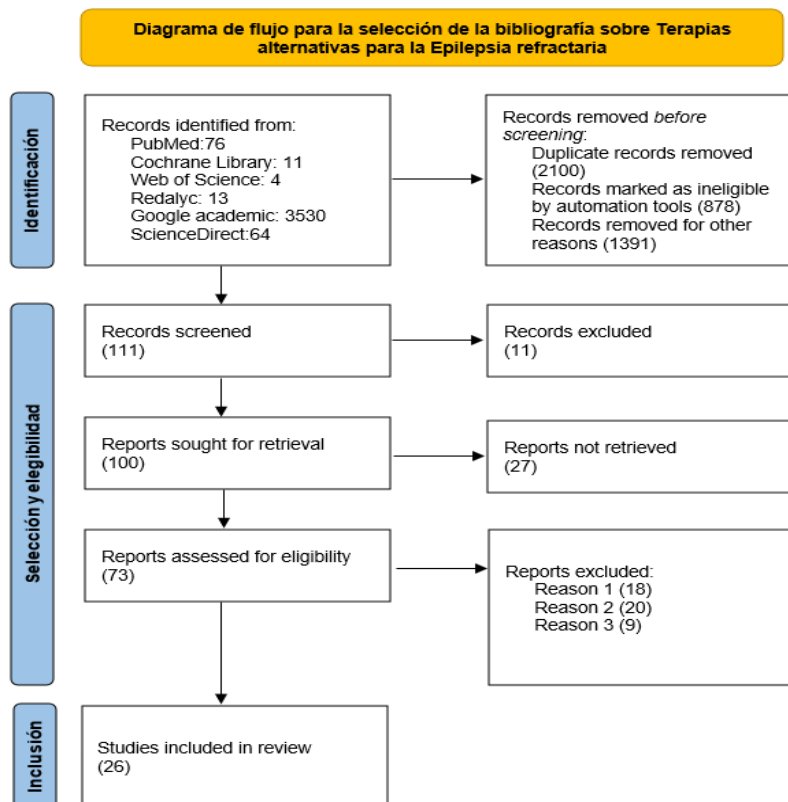 Diagrama de flujo para la selección de la bibliografía sobre Terapias
alternativas para la Epilepsia refractaria
Identificación
Records identified from:
PubMed:76
Cochrane Library: 11
Web of Science: 4
Redalyc: 13
Google academic: 3530
ScienceDirect:64
Records removed before
screening:
Duplicate records removed
(2100)
Records marked as ineligible
by automation tools (878)
Records removed for other
reasons (1391)
Selección y elegibilidad
Records screened
(111)
Records excluded
(11)
Reports sought for retrieval
(100)
Reports not retrieved
(27)
Reports assessed for eligibility
(73)
Reports excluded:
Reason 1 (18)
Reason 2 (20)
Reason 3 (9)
Inclusión
Studies included in review
(26)